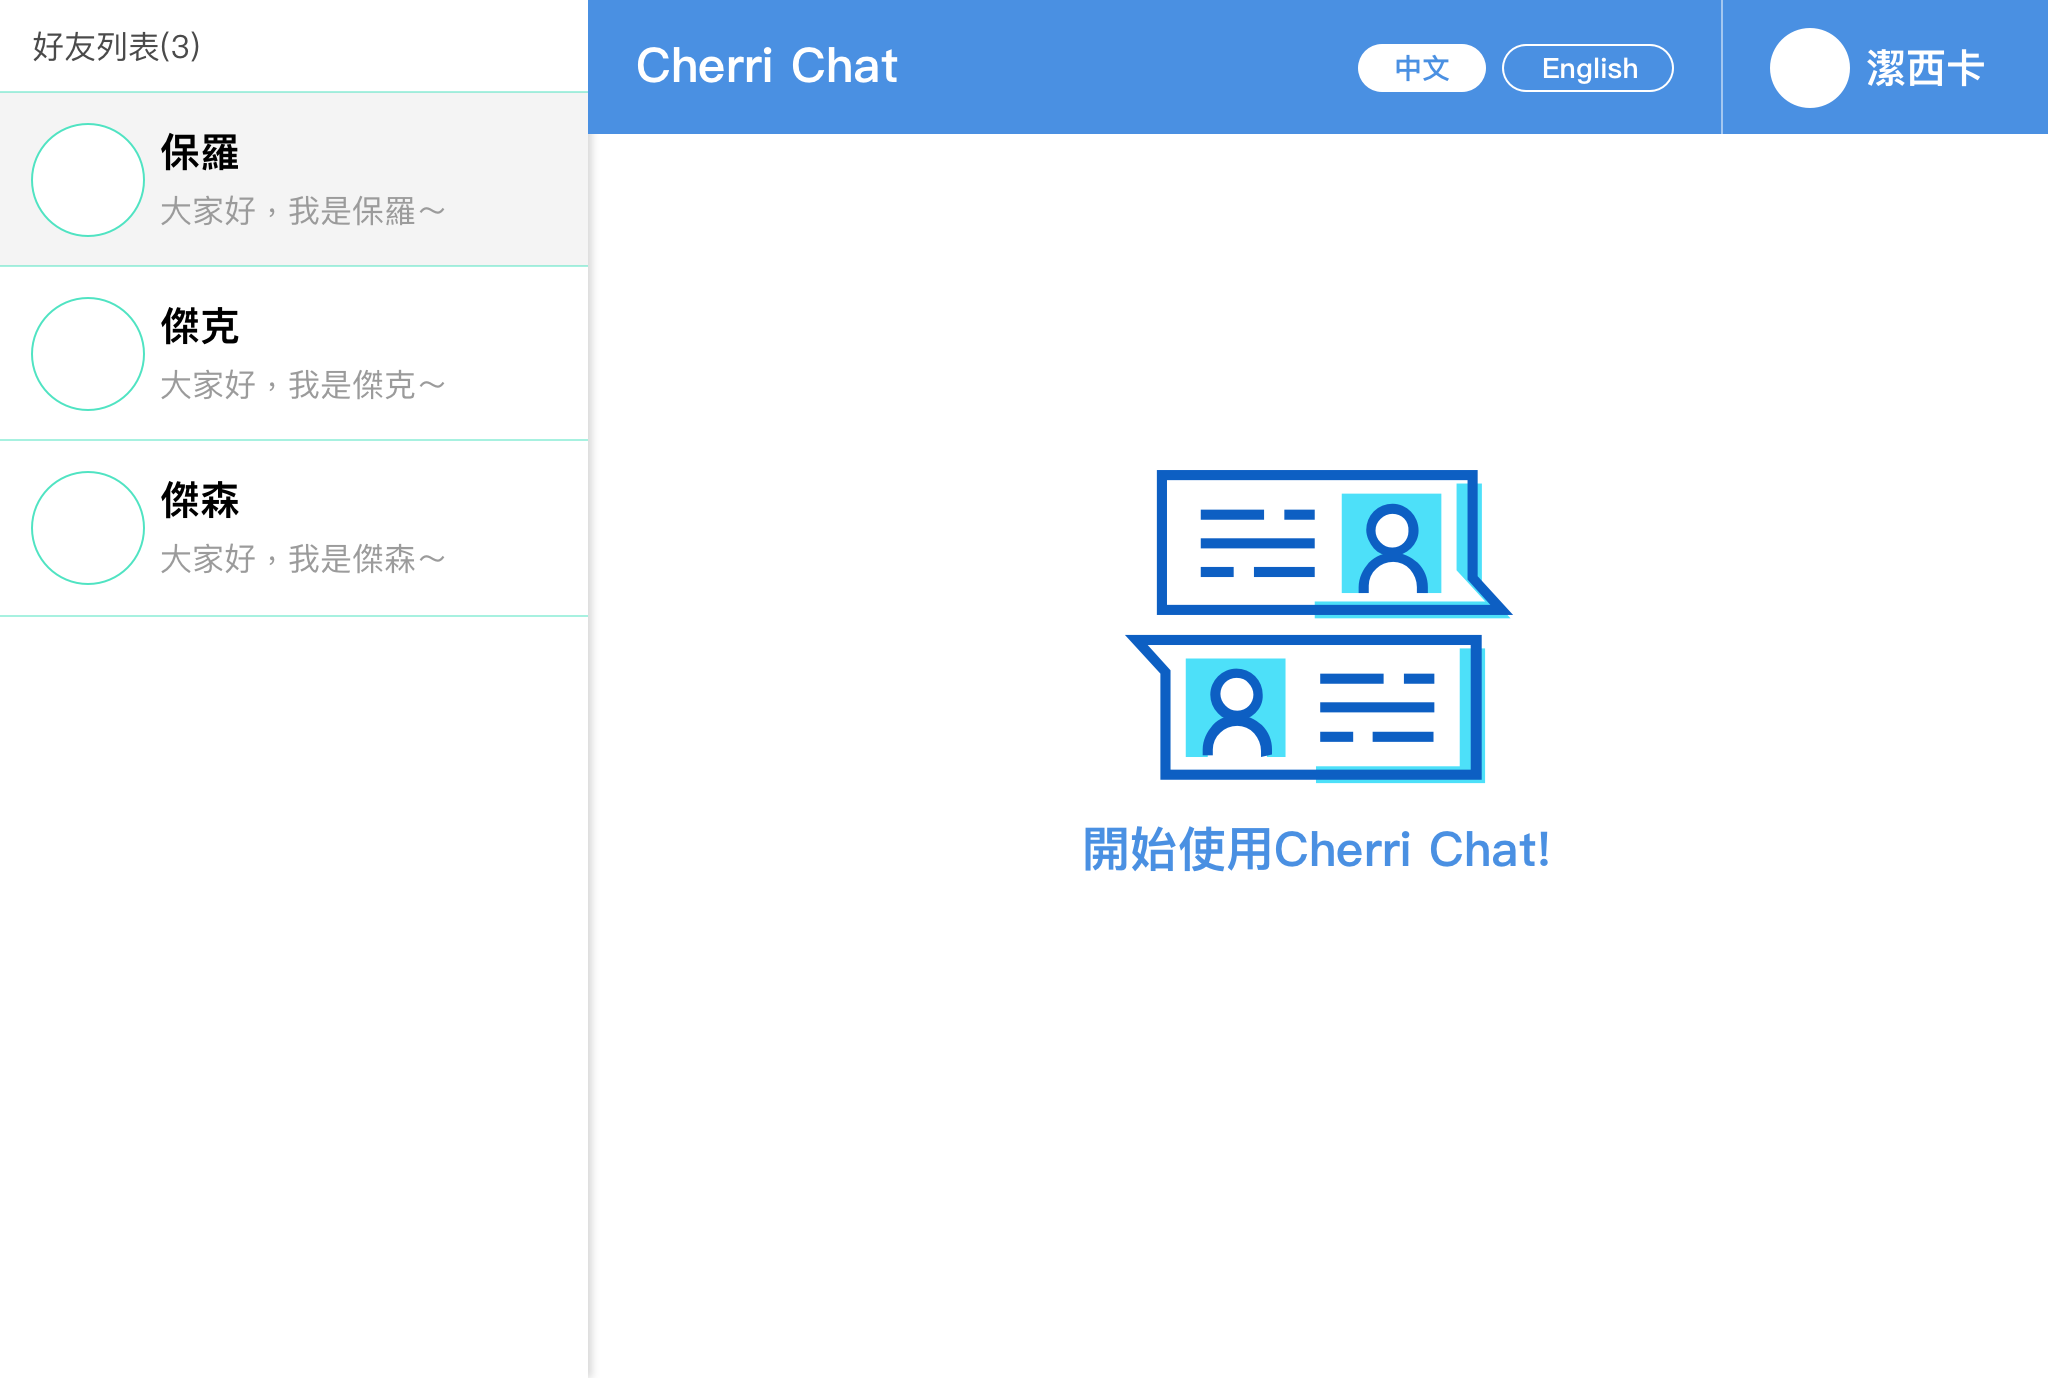 好友列表(3)
保羅
大家好，我是保羅～
傑克
大家好，我是傑克～
傑森
大家好，我是傑森～
Cherri Chat
中文
English
潔西卡
開始使用Cherri Chat!